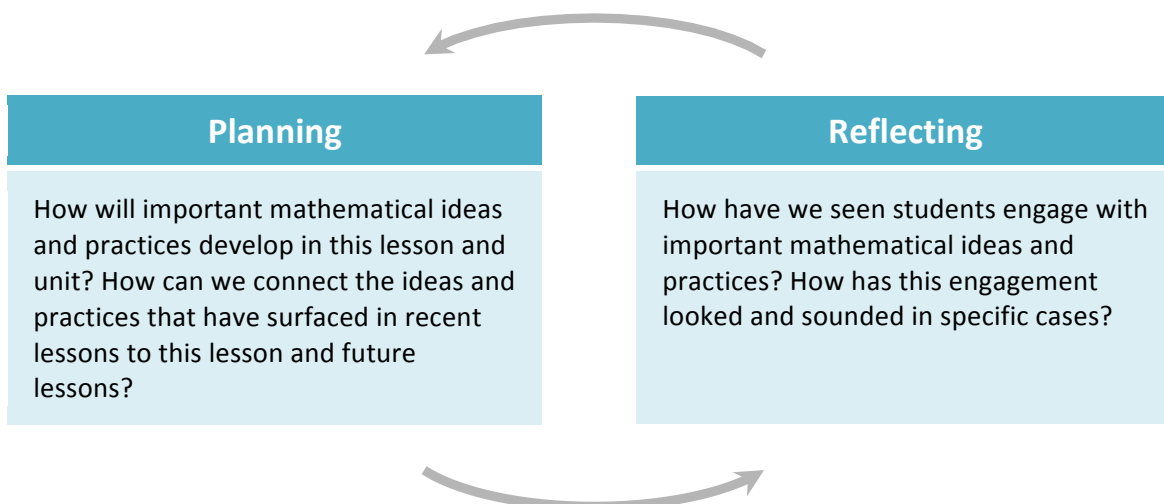 Planning
How will important mathematical ideas
and practices develop in this lesson and
unit? How can we connect the ideas and
practices that have surfaced in recent
lessons to this lesson and future
lessons?
Reflecting
How have we seen students engage with
important mathematical ideas and
practices? How has this engagement
looked and sounded in specific cases?